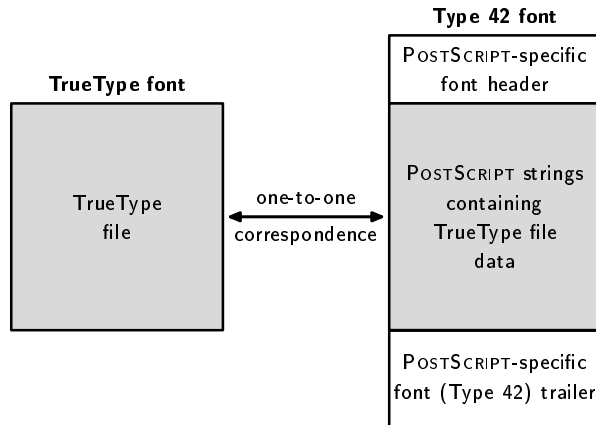 Type 42 font
POSTSCRIPT-specific
font header
TrueType font
TrueType
file
one-to-one
correspondence
POSTSCRIPT strings
containing
TrueType file
data
POSTSCRIPT-specific
font (Type 42) trailer